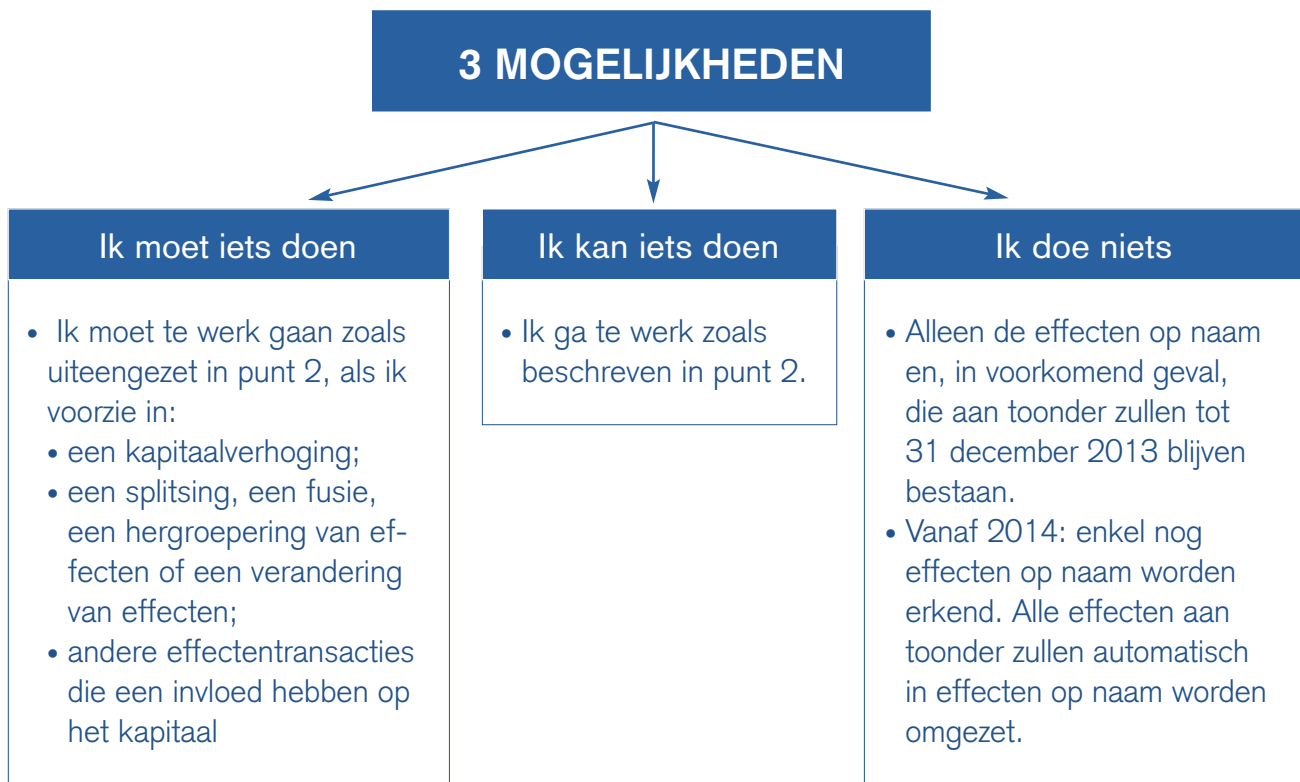 3 MOGELIJKHEDEN
Ik moet iets doen
• Ik moet te werk gaan zoals
uiteengezet in punt 2, als ik
voorzie in:
• een kapitaalverhoging;
• een splitsing, een fusie,
een hergroepering van ef-
fecten of een verandering
van effecten;
• andere effectentransacties
die een invloed hebben op
het kapitaal
Ik kan iets doen
• Ik ga te werk zoals
beschreven in punt 2.
Ik doe niets
• Alleen de effecten op naam
en, in voorkomend geval,
die aan toonder zullen tot
31 december 2013 blijven
bestaan.
• Vanaf 2014: enkel nog
effecten op naam worden
erkend. Alle effecten aan
toonder zullen automatisch
in effecten op naam worden
omgezet.